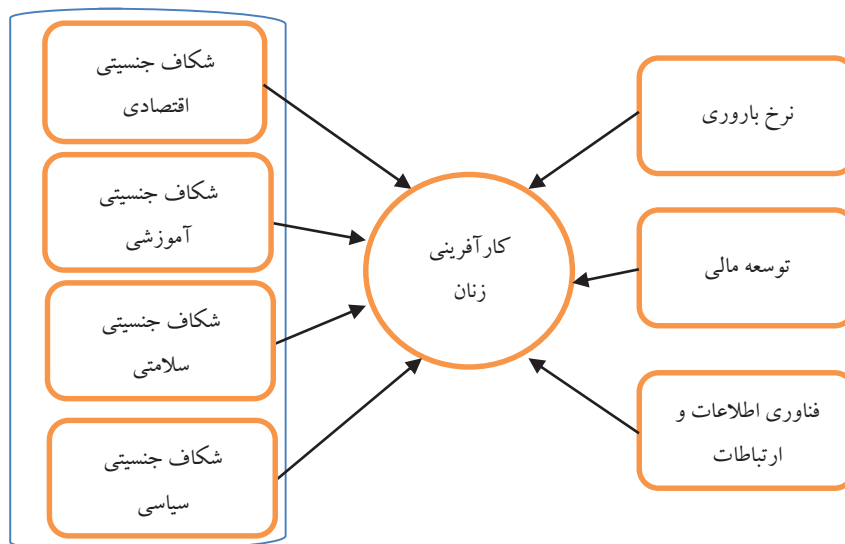 شکاف جنسیتی
اقتصادی
شکاف جنسیتی
آموزشی
شکاف جنسیتی
سلامتی
شکاف جنسیتی
سیاسی
کارآفرینی
زنان
نرخ باروری
توسعه مالی
فناوری اطلاعات و
ارتباطات